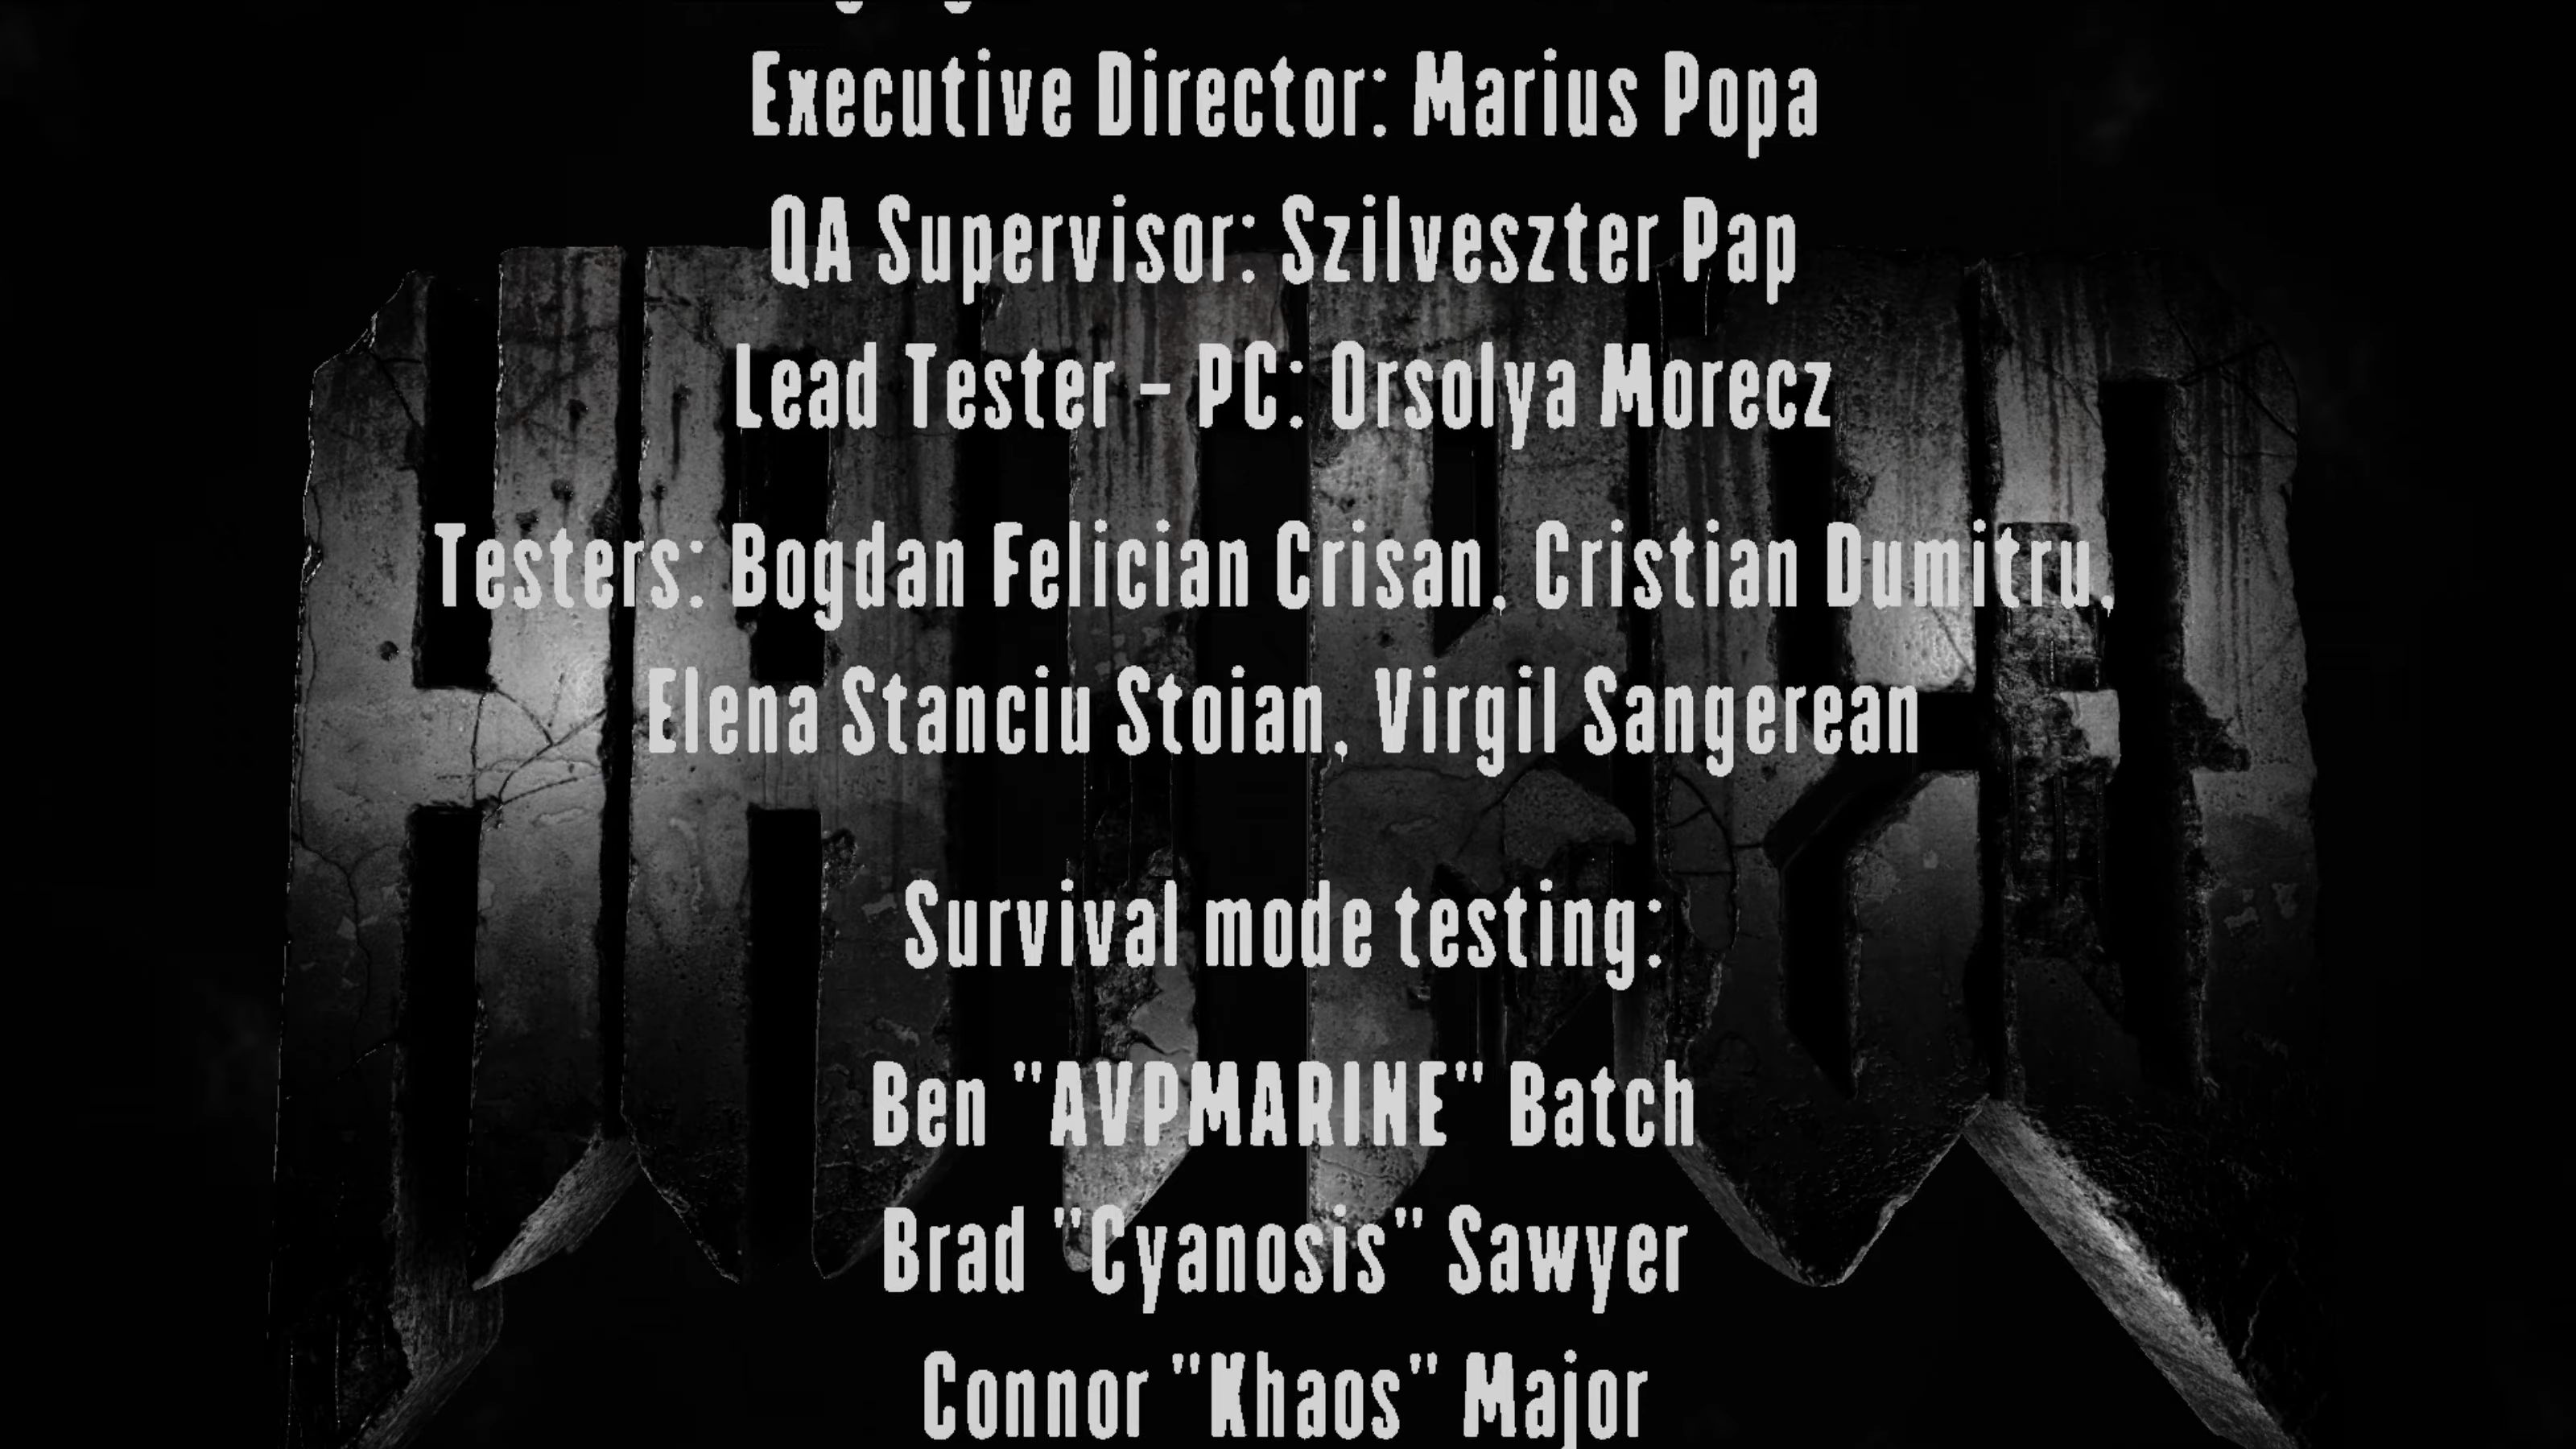 Executive Director: Marius Popa
QA Supervisor: Szilveszter Pap
Lead Tester - PC: Orsolya Morecz
Testers: Bogdan Felician Crisan, Cristian Dumitru,
Elena Stanciu Stoian, Virgil Sangerean
Survival mode testing:
Ben "AVPMARINE" Batch
Brad "Cyanosis" Sawyer
Connor "Khaos" Major
HATRED